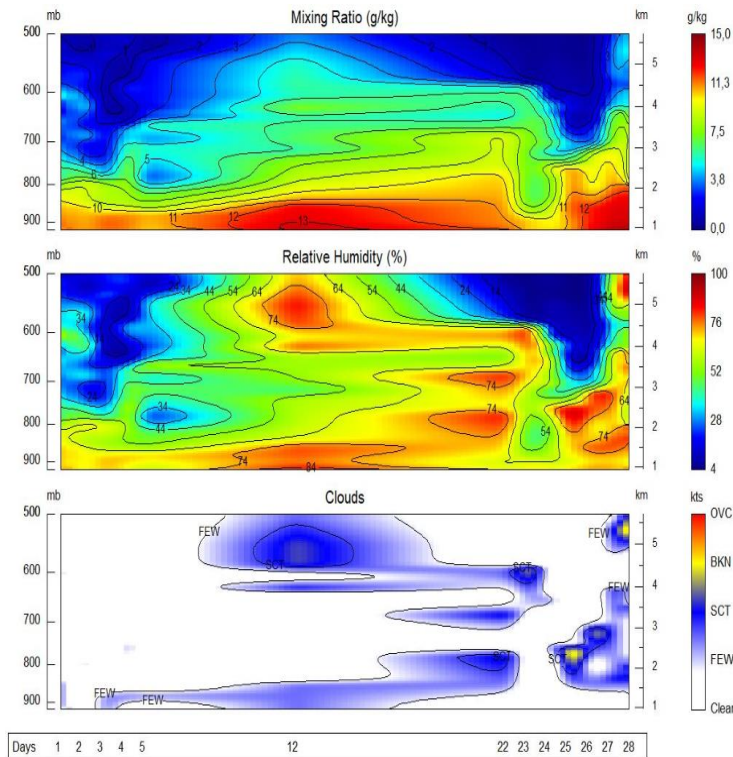 mb Mixing Ratio (g/kg) km g/kg
500 15,0
5
600 11,3
4
700 7,5
3
5
4
6
800 2 3,8
10
11 12 13 11 12
900 1 0,0
mb Relative Humidity (%) km %
500 100
24 34 44 54 64 64 54 44 24
5
74
34 76
600
4
52
700 74 3
24
34 64
800 44 74 54 2 28
74
74
900 84 1 4
mb Clouds km kts
500 OVC
FEW FEW
5
BKN
600 SCT SCT
4 FEW
SCT
700 3
FEW
800 SCT SCT 2
FEW FEW
900 1 Clear
Days 1 2 3 4 5 12 22 23 24 25 26 27 28